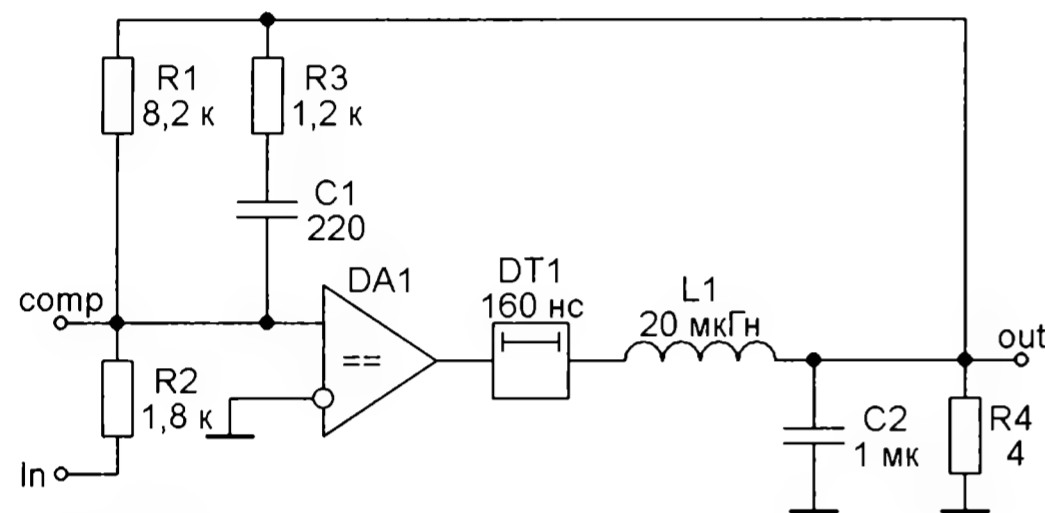 R1
8,2 к
R3
1,2 к
C1
220
DA1
==
DT1
160 нс
L1
20 мкГн
comp
out
R2
1,8 к
C2
1 мк
R4
4
In